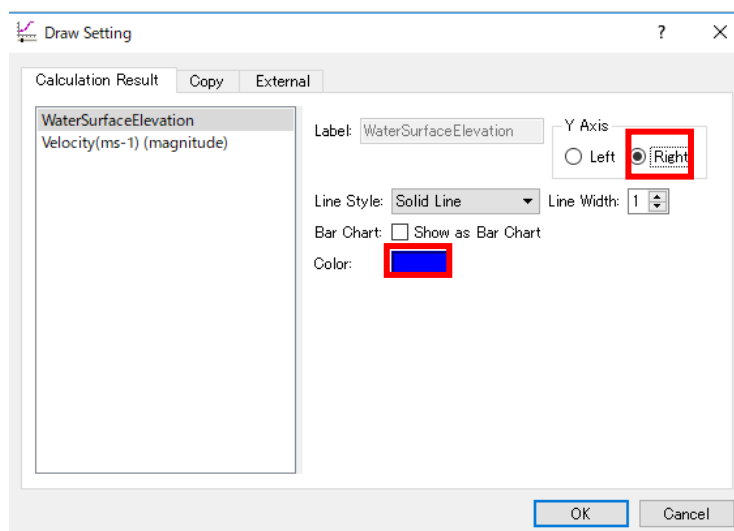 Draw Setting
?
Calculation Result
Copy
External
WaterSurfaceElevation
Velocity(ms-1) (magnitude)
Label: WaterSurfaceElevation
Y Axis
Left
Right
Line Style: Solid Line
Line Width: 1
Bar Chart: Show as Bar Chart
Color:
OK
Cancel